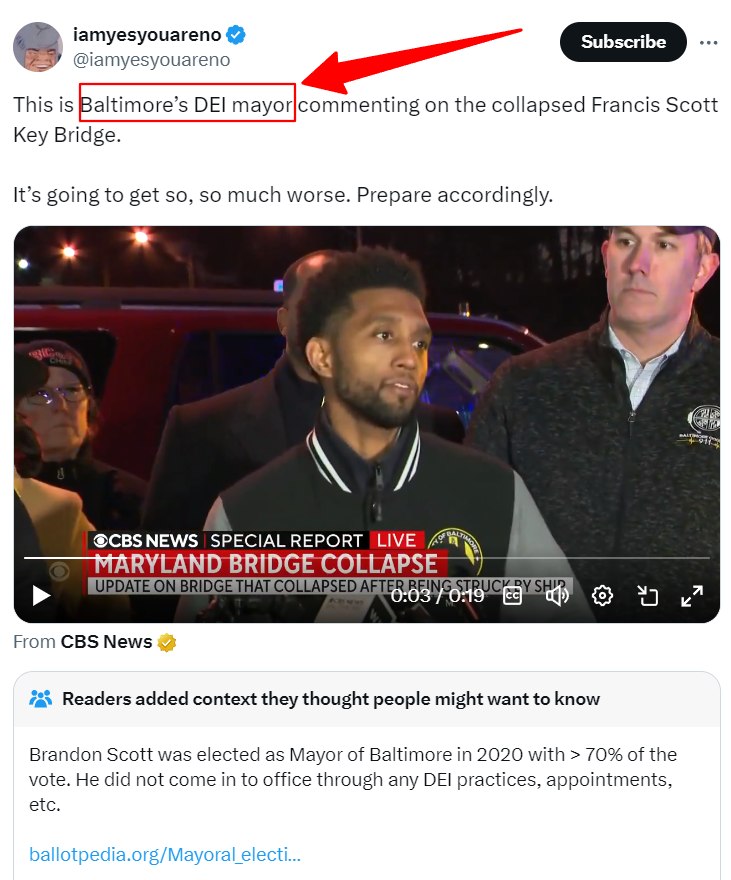 iamyesyouareno
@iamyesyouareno
Subscribe
This is Baltimore’s DEI mayor commenting on the collapsed Francis Scott
Key Bridge.
It’s going to get so, so much worse. Prepare accordingly.
CBS NEWS SPECIAL REPORT LIVE
MARYLAND BRIDGE COLLAPSE
UPDATE ON BRIDGE THAT COLLAPSED AFTER BEING STRUCK BY SHIP
0:03 / 0:19
CC
From CBS News
Readers added context they thought people might want to know
Brandon Scott was elected as Mayor of Baltimore in 2020 with > 70% of the
vote. He did not come in to office through any DEI practices, appointments,
etc.
ballotpedia.org/Mayoral_electi...